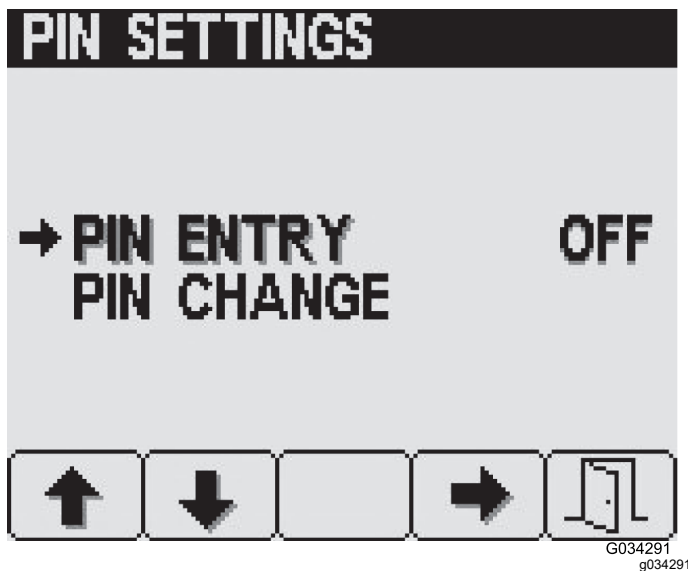 PIN SETTINGS
PIN ENTRY OFF
PIN CHANGE
G034291
g034291